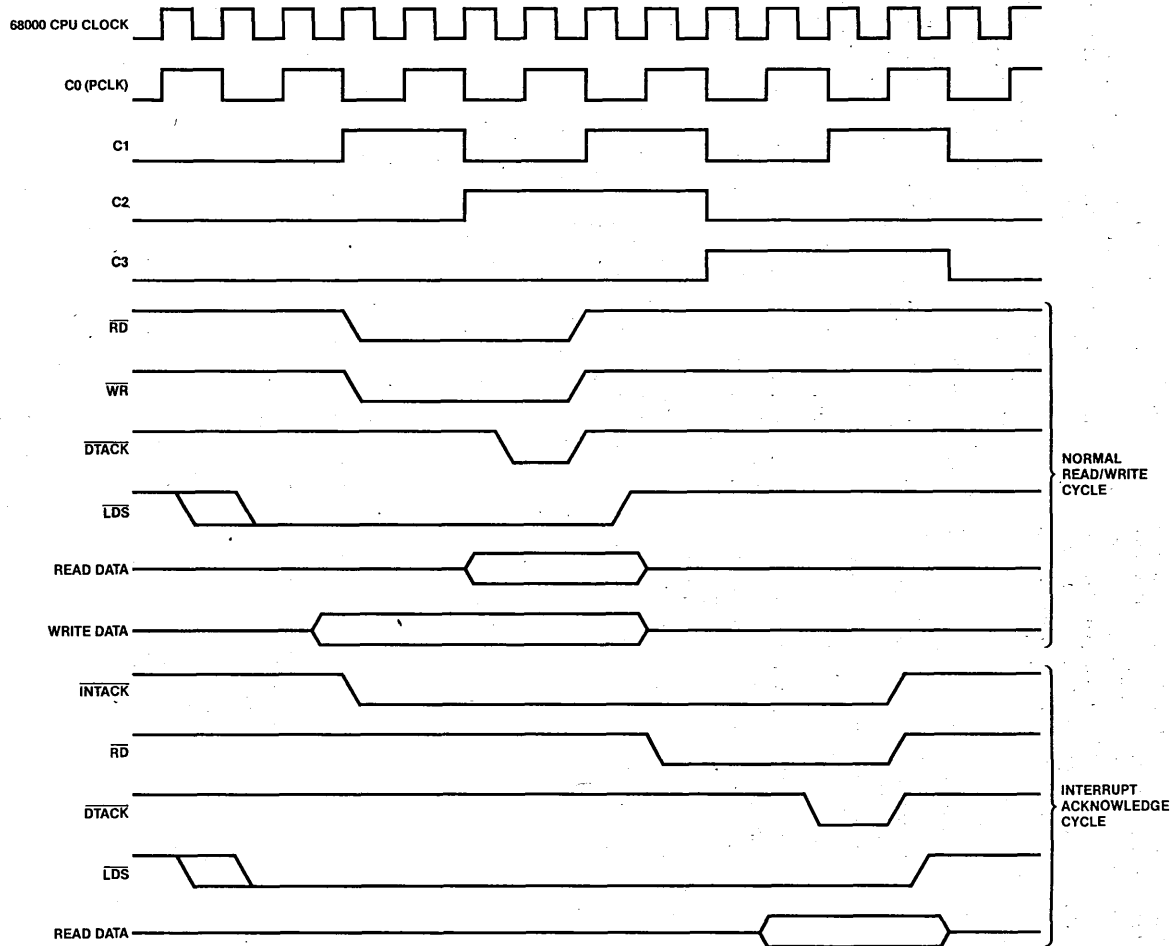 68000 CPU CLOCK
C0 (PCLK)
C1
C2
C3
RD
WR
DTACK
LDS
READ DATA
WRITE DATA
NORMAL
READ/WRITE
CYCLE
INTACK
RD
DTACK
LDS
READ DATA
INTERRUPT
ACKNOWLEDGE
CYCLE